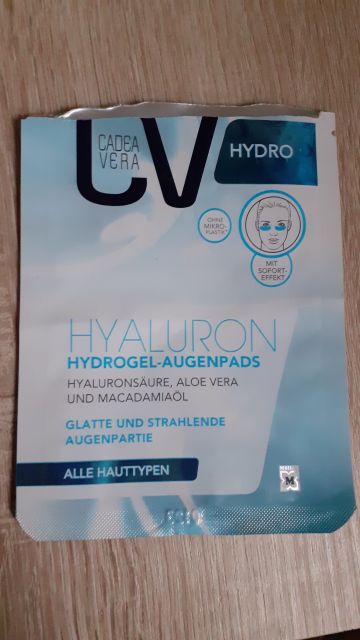 CADEA
VERA
CV
HYDRO
OHNE
MIKRO-
PLASTIK*
MIT
SOFORT-
EFFEKT
HYALURON
HYDROGEL-AUGENPADS
HYALURONSÄURE, ALOE VERA
UND MACADAMIAÖL
GLATTE UND STRAHLENDE
AUGENPARTIE
ALLE HAUTTYPEN
M